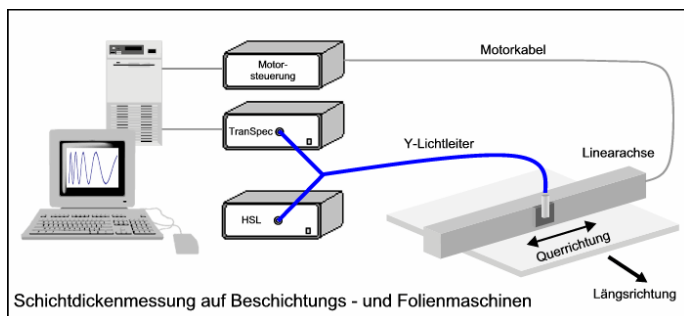 Motor-
steuerung
Motorkabel
TranSpec
Y-Lichtleiter
Linearachse
HSL
Querrichtung
Längsrichtung
Schichtdickenmessung auf Beschichtungs - und Folienmaschinen